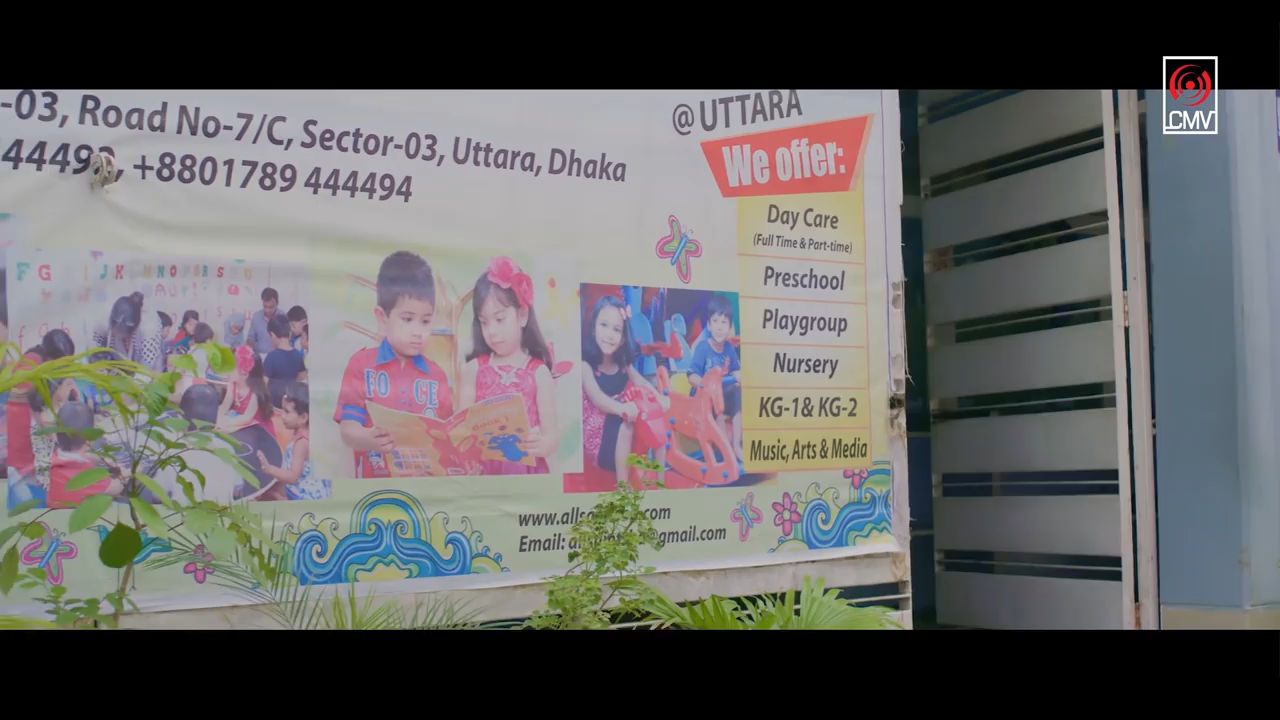 -03, Road No-7/C, Sector-03, Uttara, Dhaka
+8801789 444494
@UTTARA
We offer:
Day Care
(Full Time & Part-time)
Preschool
Playgroup
Nursery
KG-1& KG-2
Music, Arts & Media
Email:
CMV